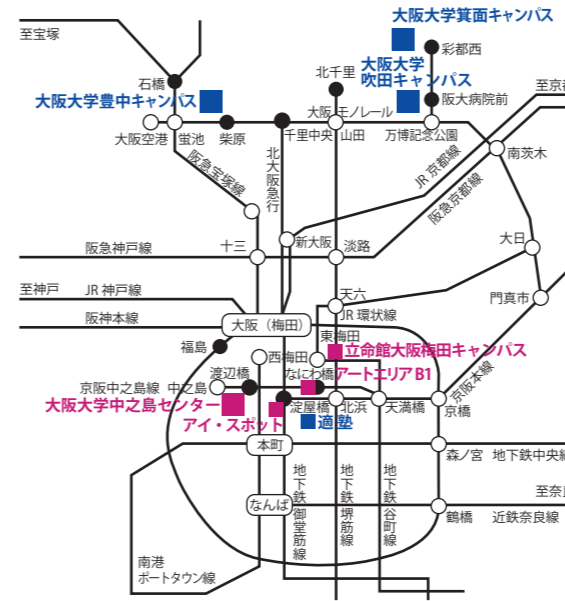 大阪大学箕面キャンパス
至宝塚
彩都西
大阪大学
吹田キャンパス
石橋
北千里
阪大病院前
至京
大阪大学豊中キャンパス
大阪モノレール
大阪空港
蛍池
柴原
千里中央
山田
万博記念公園
南茨木
北大阪急行
阪急宝塚線
JR京都線
阪急京都線
大日
十三
新大阪
淡路
阪急神戸線
至神戸
JR神戸線
天六
門真市
JR環状線
阪神本線
大阪（梅田）
東梅田
福島
西梅田
立命館大阪梅田キャンパス
渡辺橋
なにわ橋
アートエリアB1
京阪中之島線
中之島
京阪本線
大阪大学中之島センター
淀屋橋
北浜
天満橋
京橋
アイ・スポット
適塾
本町
森ノ宮
地下鉄中央線
地下鉄御堂筋線
地下鉄堺筋線
地下鉄谷町線
至奈
なんば
鶴橋
近鉄奈良線
南港
ポートタウン線